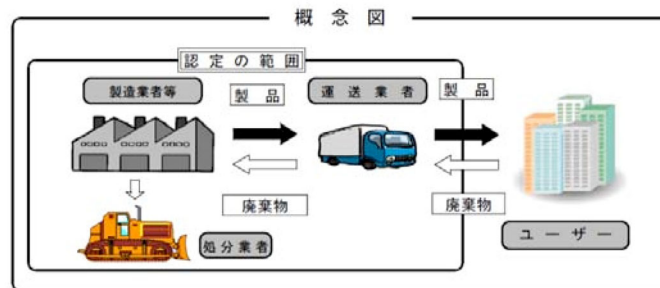 概念図
認定の範囲
製造業者等
製品
運送業者
製品
廃棄物
廃棄物
処分業者
ユーザー